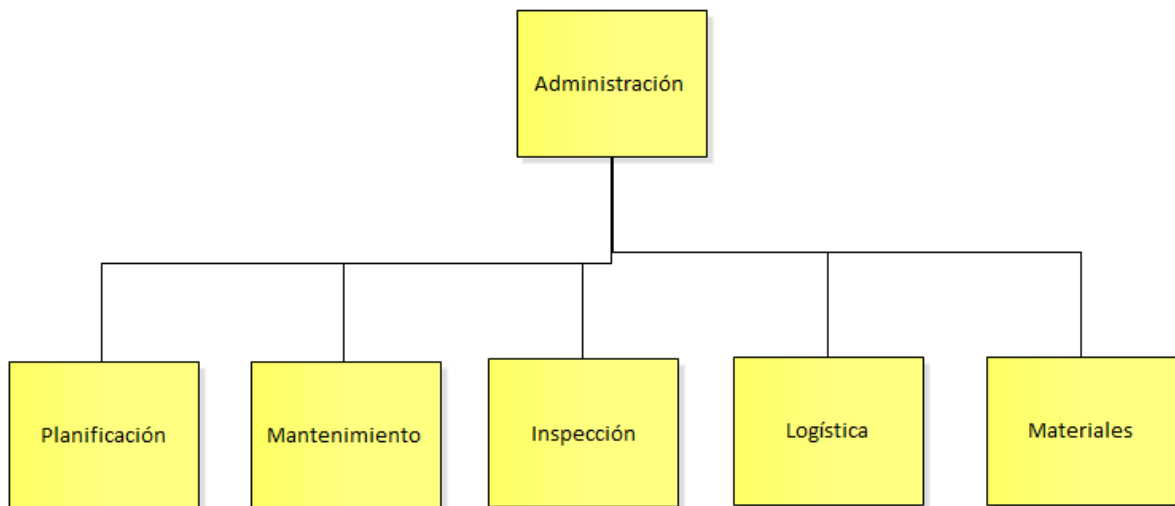 Administración
Planificación
Mantenimiento
Inspección
Logística
Materiales